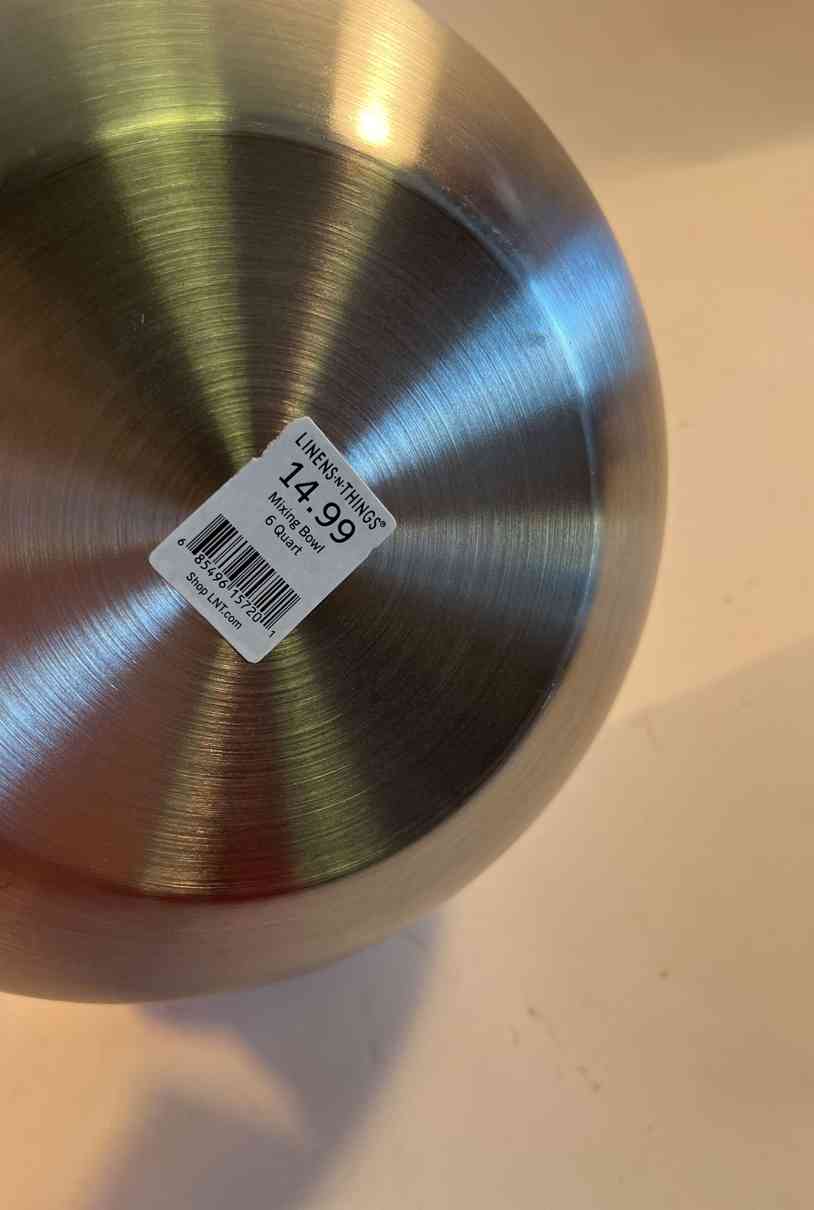 LINENS·N·THINGS®
14.99
Mixing Bowl
6 Quart
6 85496 15720 1
Shop LNT.com